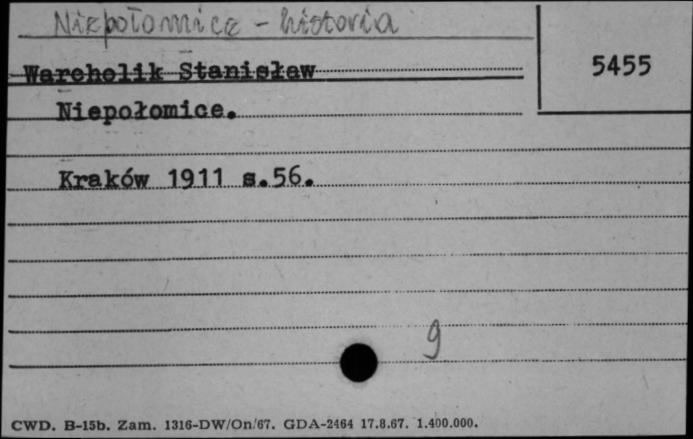 Niepołomice - historia
5455
Warcholik Stanisław
Niepołomice.
Kraków 1911 s.56.
9
CWD. B-15b. Zam. 1316-DW/On/67. GDA-2464 17.8.67. 1.400.000.